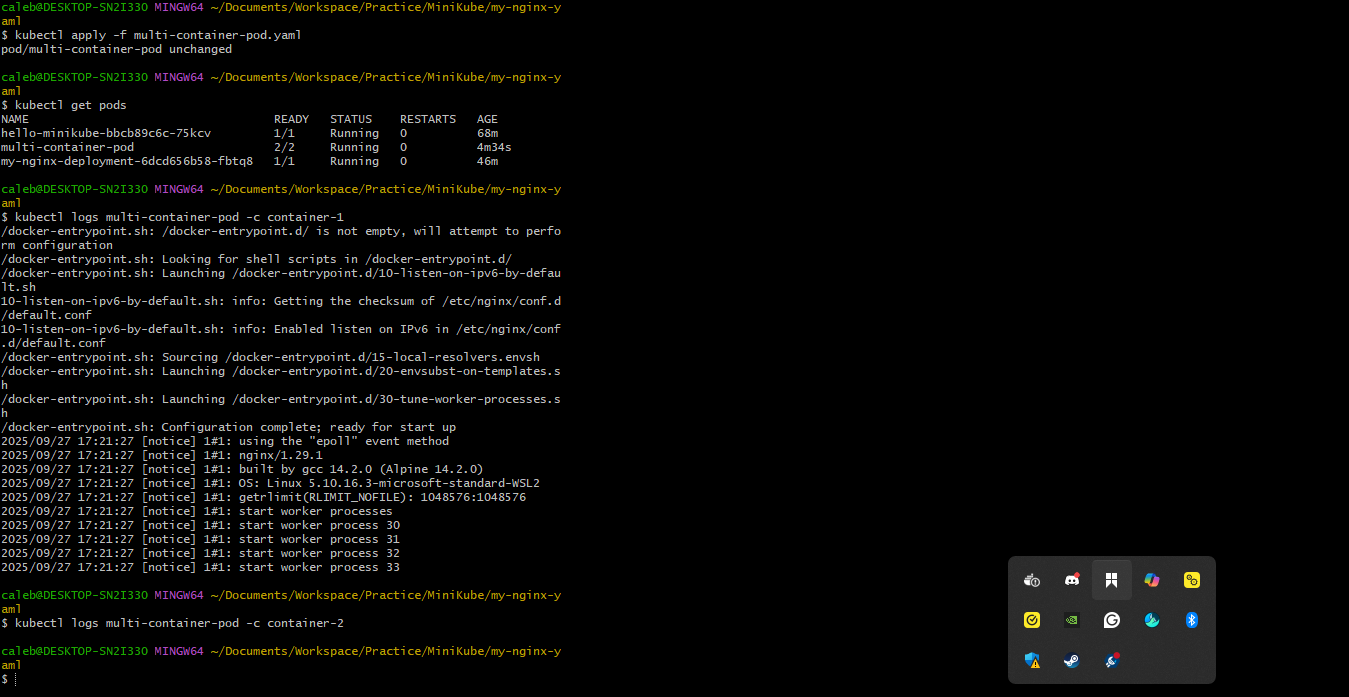 caleb@DESKTOP-SN2I330 MINGW64 ~/Documents/Workspace/Practice/MiniKube/my-nginx-y
aml
$ kubectl apply -f multi-container-pod.yaml
pod/multi-container-pod unchanged
caleb@DESKTOP-SN2I330 MINGW64 ~/Documents/Workspace/Practice/MiniKube/my-nginx-y
aml
$ kubectl get pods
NAME                                   READY   STATUS    RESTARTS   AGE
hello-minikube-bbcb89c6c-75kcv         1/1     Running   0          68m
multi-container-pod                    2/2     Running   0          4m34s
my-nginx-deployment-6dcd656b58-fbtq8   1/1     Running   0          46m
caleb@DESKTOP-SN2I330 MINGW64 ~/Documents/Workspace/Practice/MiniKube/my-nginx-y
aml
$ kubectl logs multi-container-pod -c container-1
/docker-entrypoint.sh: /docker-entrypoint.d/ is not empty, will attempt to perfo
rm configuration
/docker-entrypoint.sh: Looking for shell scripts in /docker-entrypoint.d/
/docker-entrypoint.sh: Launching /docker-entrypoint.d/10-listen-on-ipv6-by-defau
lt.sh
10-listen-on-ipv6-by-default.sh: info: Getting the checksum of /etc/nginx/conf.d
/default.conf
10-listen-on-ipv6-by-default.sh: info: Enabled listen on IPv6 in /etc/nginx/conf
.d/default.conf
/docker-entrypoint.sh: Sourcing /docker-entrypoint.d/15-local-resolvers.envsh
/docker-entrypoint.sh: Launching /docker-entrypoint.d/20-envsubst-on-templates.s
h
/docker-entrypoint.sh: Launching /docker-entrypoint.d/30-tune-worker-processes.s
h
/docker-entrypoint.sh: Configuration complete; ready for start up
2025/09/27 17:21:27 [notice] 1#1: using the "epoll" event method
2025/09/27 17:21:27 [notice] 1#1: nginx/1.29.1
2025/09/27 17:21:27 [notice] 1#1: built by gcc 14.2.0 (Alpine 14.2.0)
2025/09/27 17:21:27 [notice] 1#1: OS: Linux 5.10.16.3-microsoft-standard-WSL2
2025/09/27 17:21:27 [notice] 1#1: getrlimit(RLIMIT_NOFILE): 1048576:1048576
2025/09/27 17:21:27 [notice] 1#1: start worker processes
2025/09/27 17:21:27 [notice] 1#1: start worker process 30
2025/09/27 17:21:27 [notice] 1#1: start worker process 31
2025/09/27 17:21:27 [notice] 1#1: start worker process 32
2025/09/27 17:21:27 [notice] 1#1: start worker process 33
caleb@DESKTOP-SN2I330 MINGW64 ~/Documents/Workspace/Practice/MiniKube/my-nginx-y
aml
$ kubectl logs multi-container-pod -c container-2
caleb@DESKTOP-SN2I330 MINGW64 ~/Documents/Workspace/Practice/MiniKube/my-nginx-y
aml
$